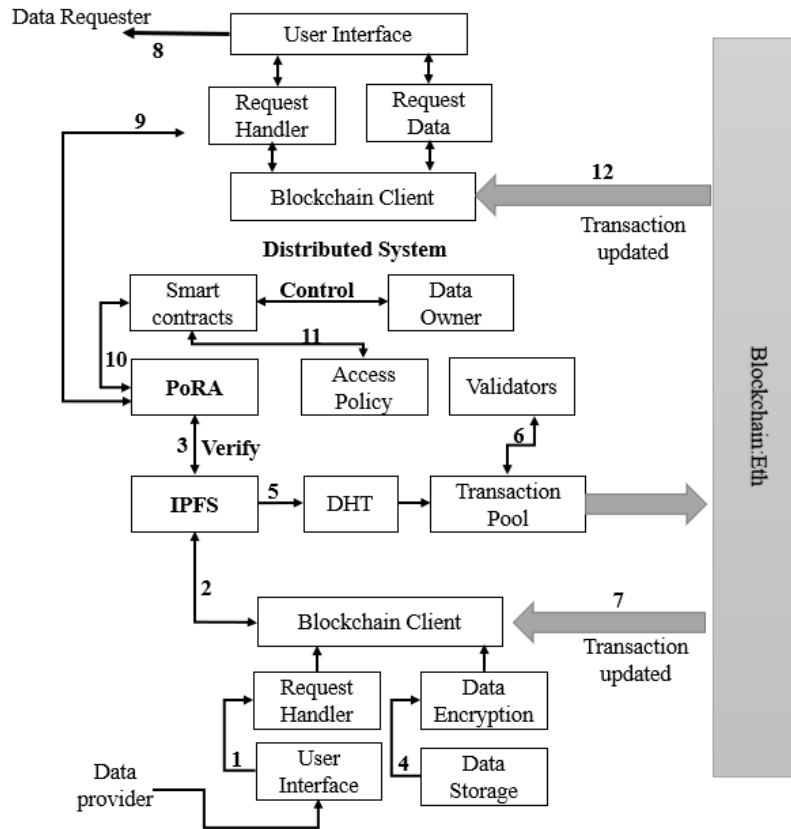 Data Requester
8
User Interface
Request
Handler
Request
Data
9
Blockchain Client
12
Transaction
updated
Distributed System
Smart
contracts
Control
Data
Owner
11
10
PoRA
Access
Policy
Validators
3
Verify
6
IPFS
5
DHT
Transaction
Pool
Blockchain:Eth
2
Blockchain Client
7
Transaction
updated
Request
Handler
Data
Encryption
1
User
Interface
4
Data
Storage
Data
provider